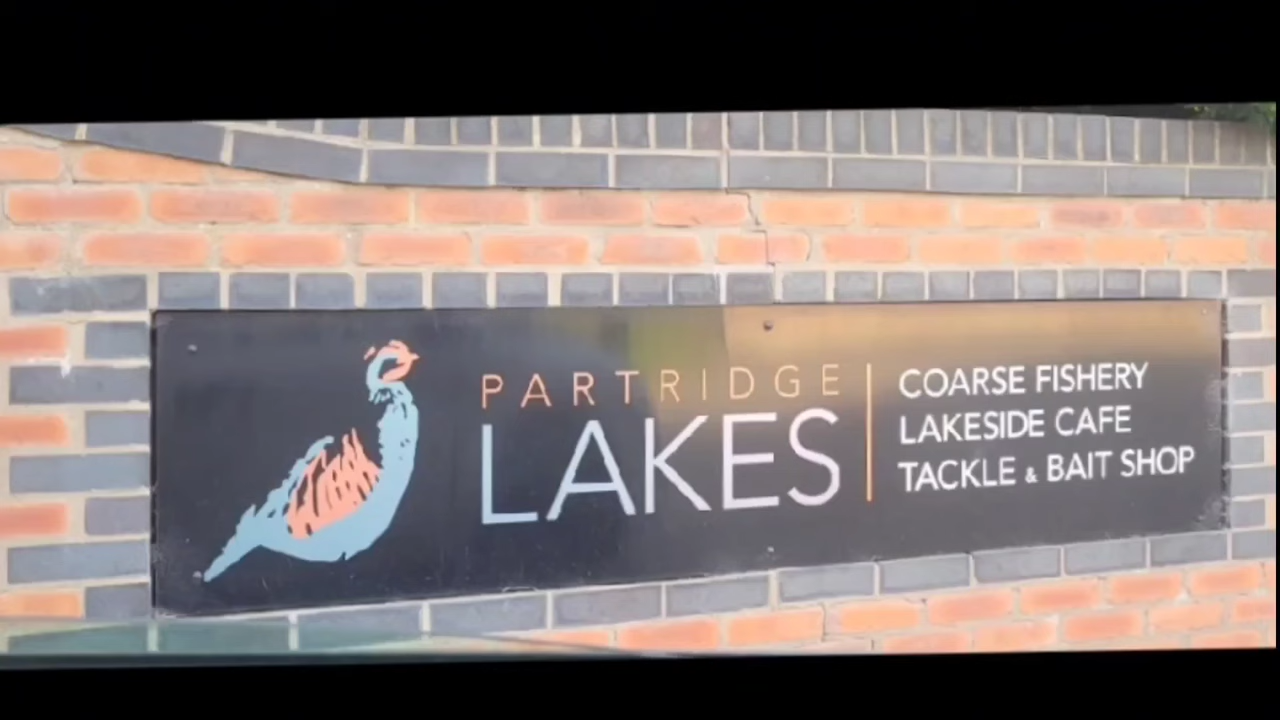 PARTRIDGE
LAKES
COARSE FISHERY
LAKESIDE CAFE
TACKLE & BAIT SHOP